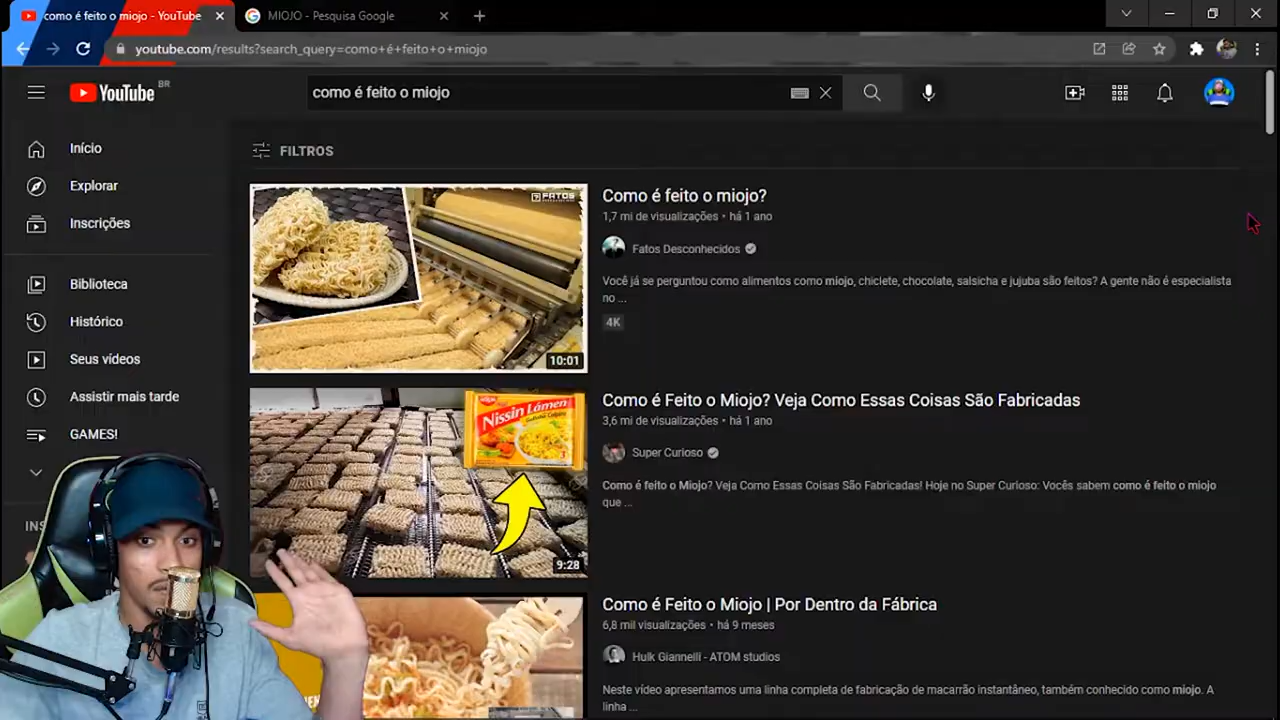 como é feito o miojo - YouTube
MIOJO - Pesquisa Google
youtube.com/results?search_query=como+é+feito+o+miojo
YouTube BR
como é feito o miojo
Início
Explorar
Inscrições
Biblioteca
Histórico
Seus vídeos
Assistir mais tarde
GAMES!
INS
FILTROS
FATOS
10:01
Como é feito o miojo?
1,7 mi de visualizações • há 1 ano
Fatos Desconhecidos
Você já se perguntou como alimentos como miojo, chiclete, chocolate, salsicha e jujuba são feitos? A gente não é especialista
no ...
4K
Nissin Lámen
9:28
Como é Feito o Miojo? Veja Como Essas Coisas São Fabricadas
3,6 mi de visualizações • há 1 ano
Super Curioso
Como é feito o Miojo? Veja Como Essas Coisas São Fabricadas! Hoje no Super Curioso: Vocês sabem como é feito o miojo
que ...
Como é Feito o Miojo | Por Dentro da Fábrica
6,8 mil visualizações • há 9 meses
Hulk Giannelli - ATOM studios
Neste vídeo apresentamos uma linha completa de fabricação de macarrão instantâneo, também conhecido como miojo. A
linha ...